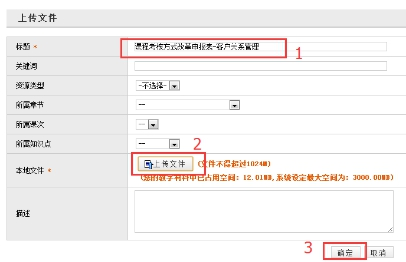 上传文件
标题 *
课程考核方式改革申报表-客户关系管理
1
关键词
资源类型
-不选择-
所属章节
--
所属课次
--
所属知识点
--
2
本地文件 *
上传文件 (文件不得超过1024M)
(您的数字材料中已占用空间: 12.01MB,系统设定最大空间为: 3000.00MB)
描述
3
确定 取消